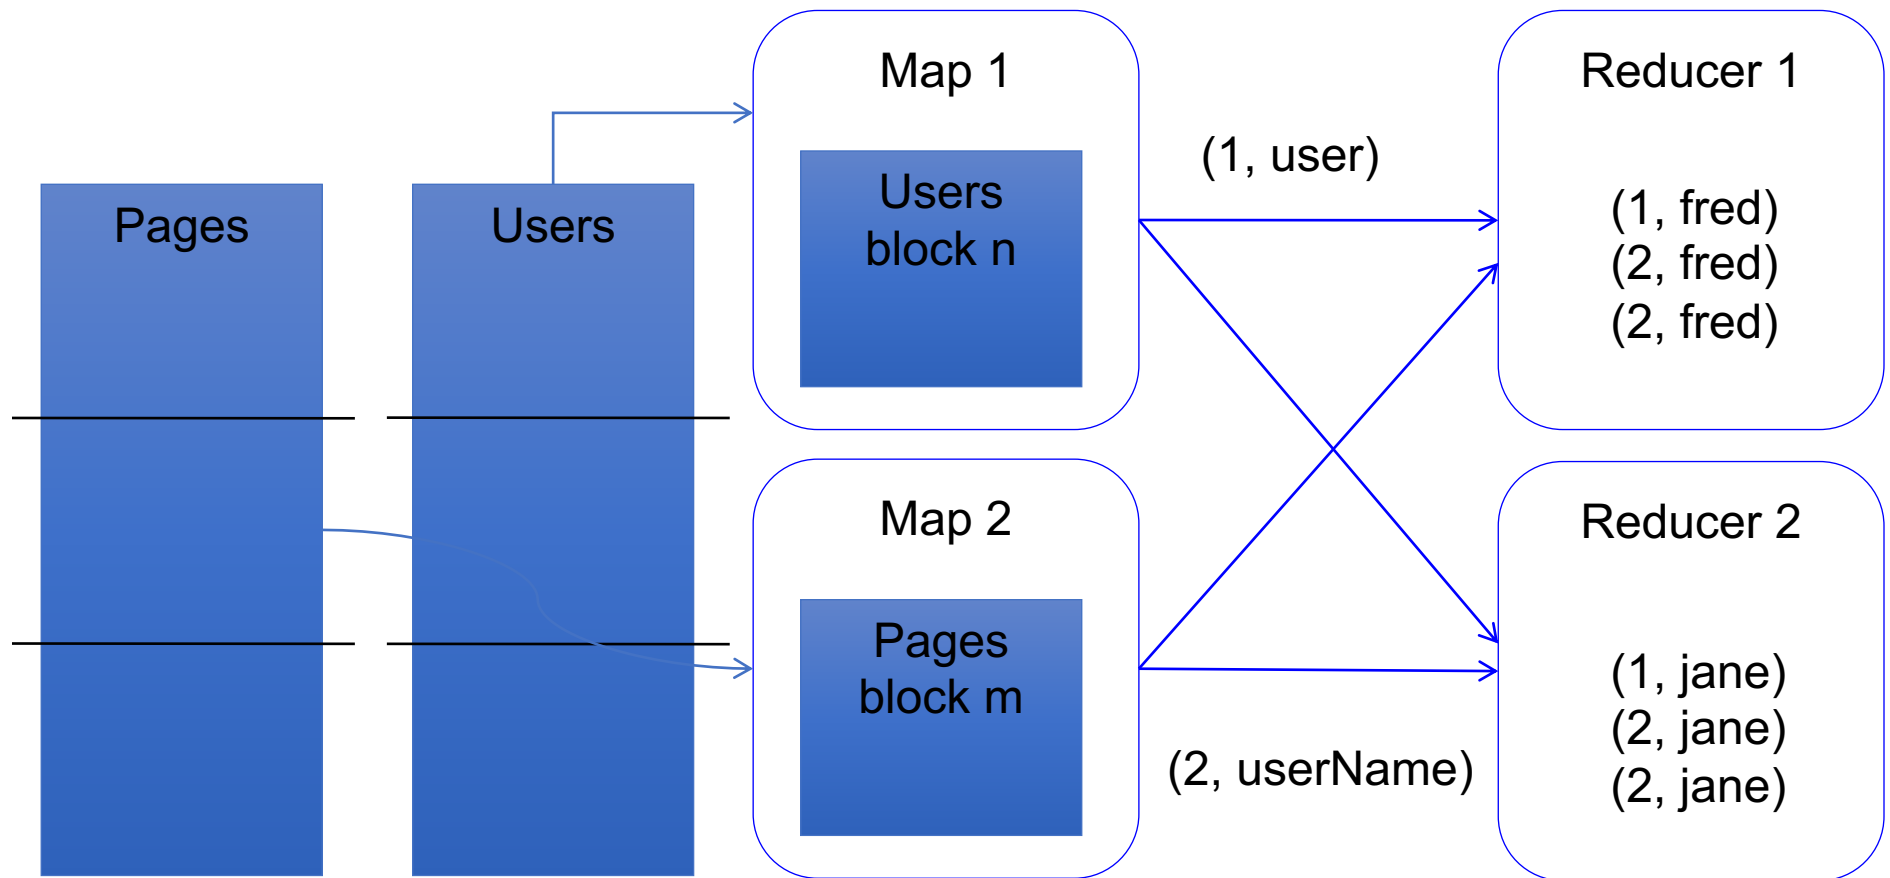 Pages
Users
Map 1
Users
block n
Map 2
Pages
block m
(1, user)
(2, userName)
Reducer 1
(1, fred)
(2, fred)
(2, fred)
Reducer 2
(1, jane)
(2, jane)
(2, jane)